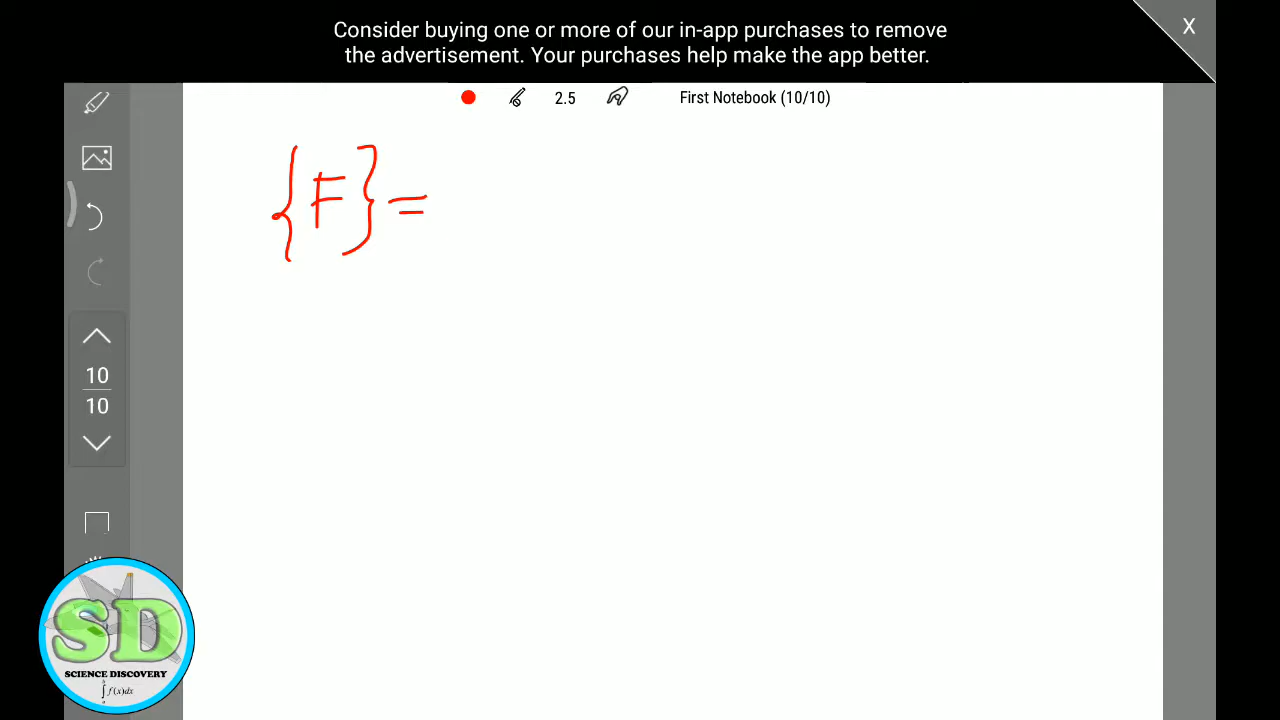 Consider buying one or more of our in-app purchases to remove
the advertisement. Your purchases help make the app better.
X
2.5
First Notebook (10/10)
{F}=
10
10
SD
SCIENCE DISCOVERY
∫f(x)dx